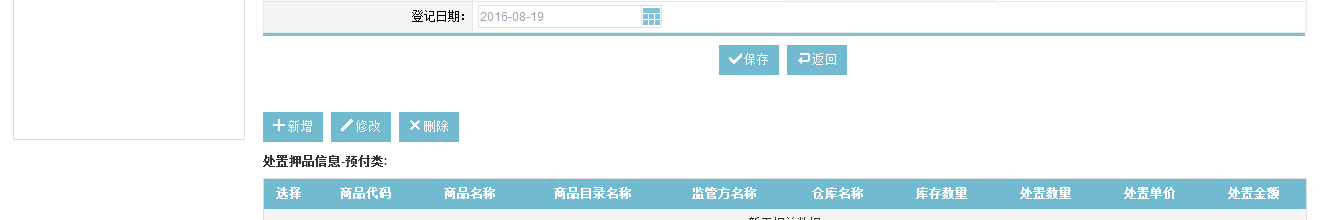 登记日期： 2016-08-19
保存 返回
新增 修改 删除
处置押品信息-预付类:
选择 商品代码 商品名称 商品目录名称 监管方名称 仓库名称 库存数量 处置数量 处置单价 处置金额